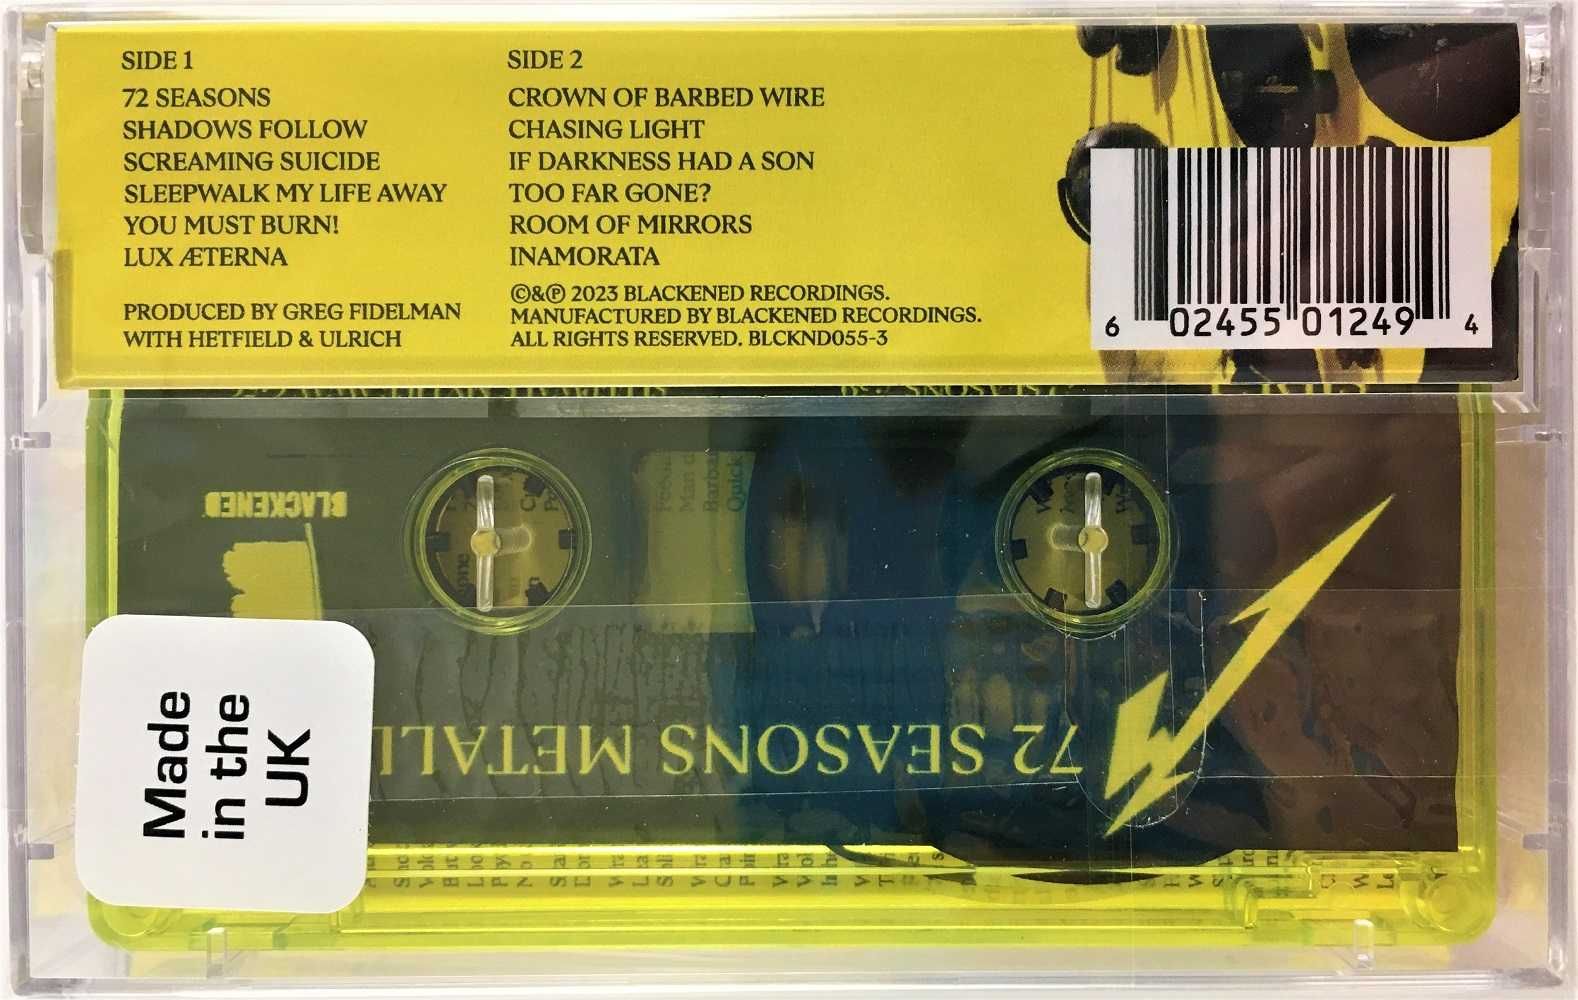 SIDE 1
72 SEASONS
SHADOWS FOLLOW
SCREAMING SUICIDE
SLEEPWALK MY LIFE AWAY
YOU MUST BURN!
LUX ÆTERNA
PRODUCED BY GREG FIDELMAN
WITH HETFIELD & ULRICH
SIDE 2
CROWN OF BARBED WIRE
CHASING LIGHT
IF DARKNESS HAD A SON
TOO FAR GONE?
ROOM OF MIRRORS
INAMORATA
©&℗ 2023 BLACKENED RECORDINGS.
MANUFACTURED BY BLACKENED RECORDINGS.
ALL RIGHTS RESERVED. BLCKND055-3
6 02455 01249 4
BLACKENED
Man
Quick
72 SEASONS METALLI
Made
in the
UK